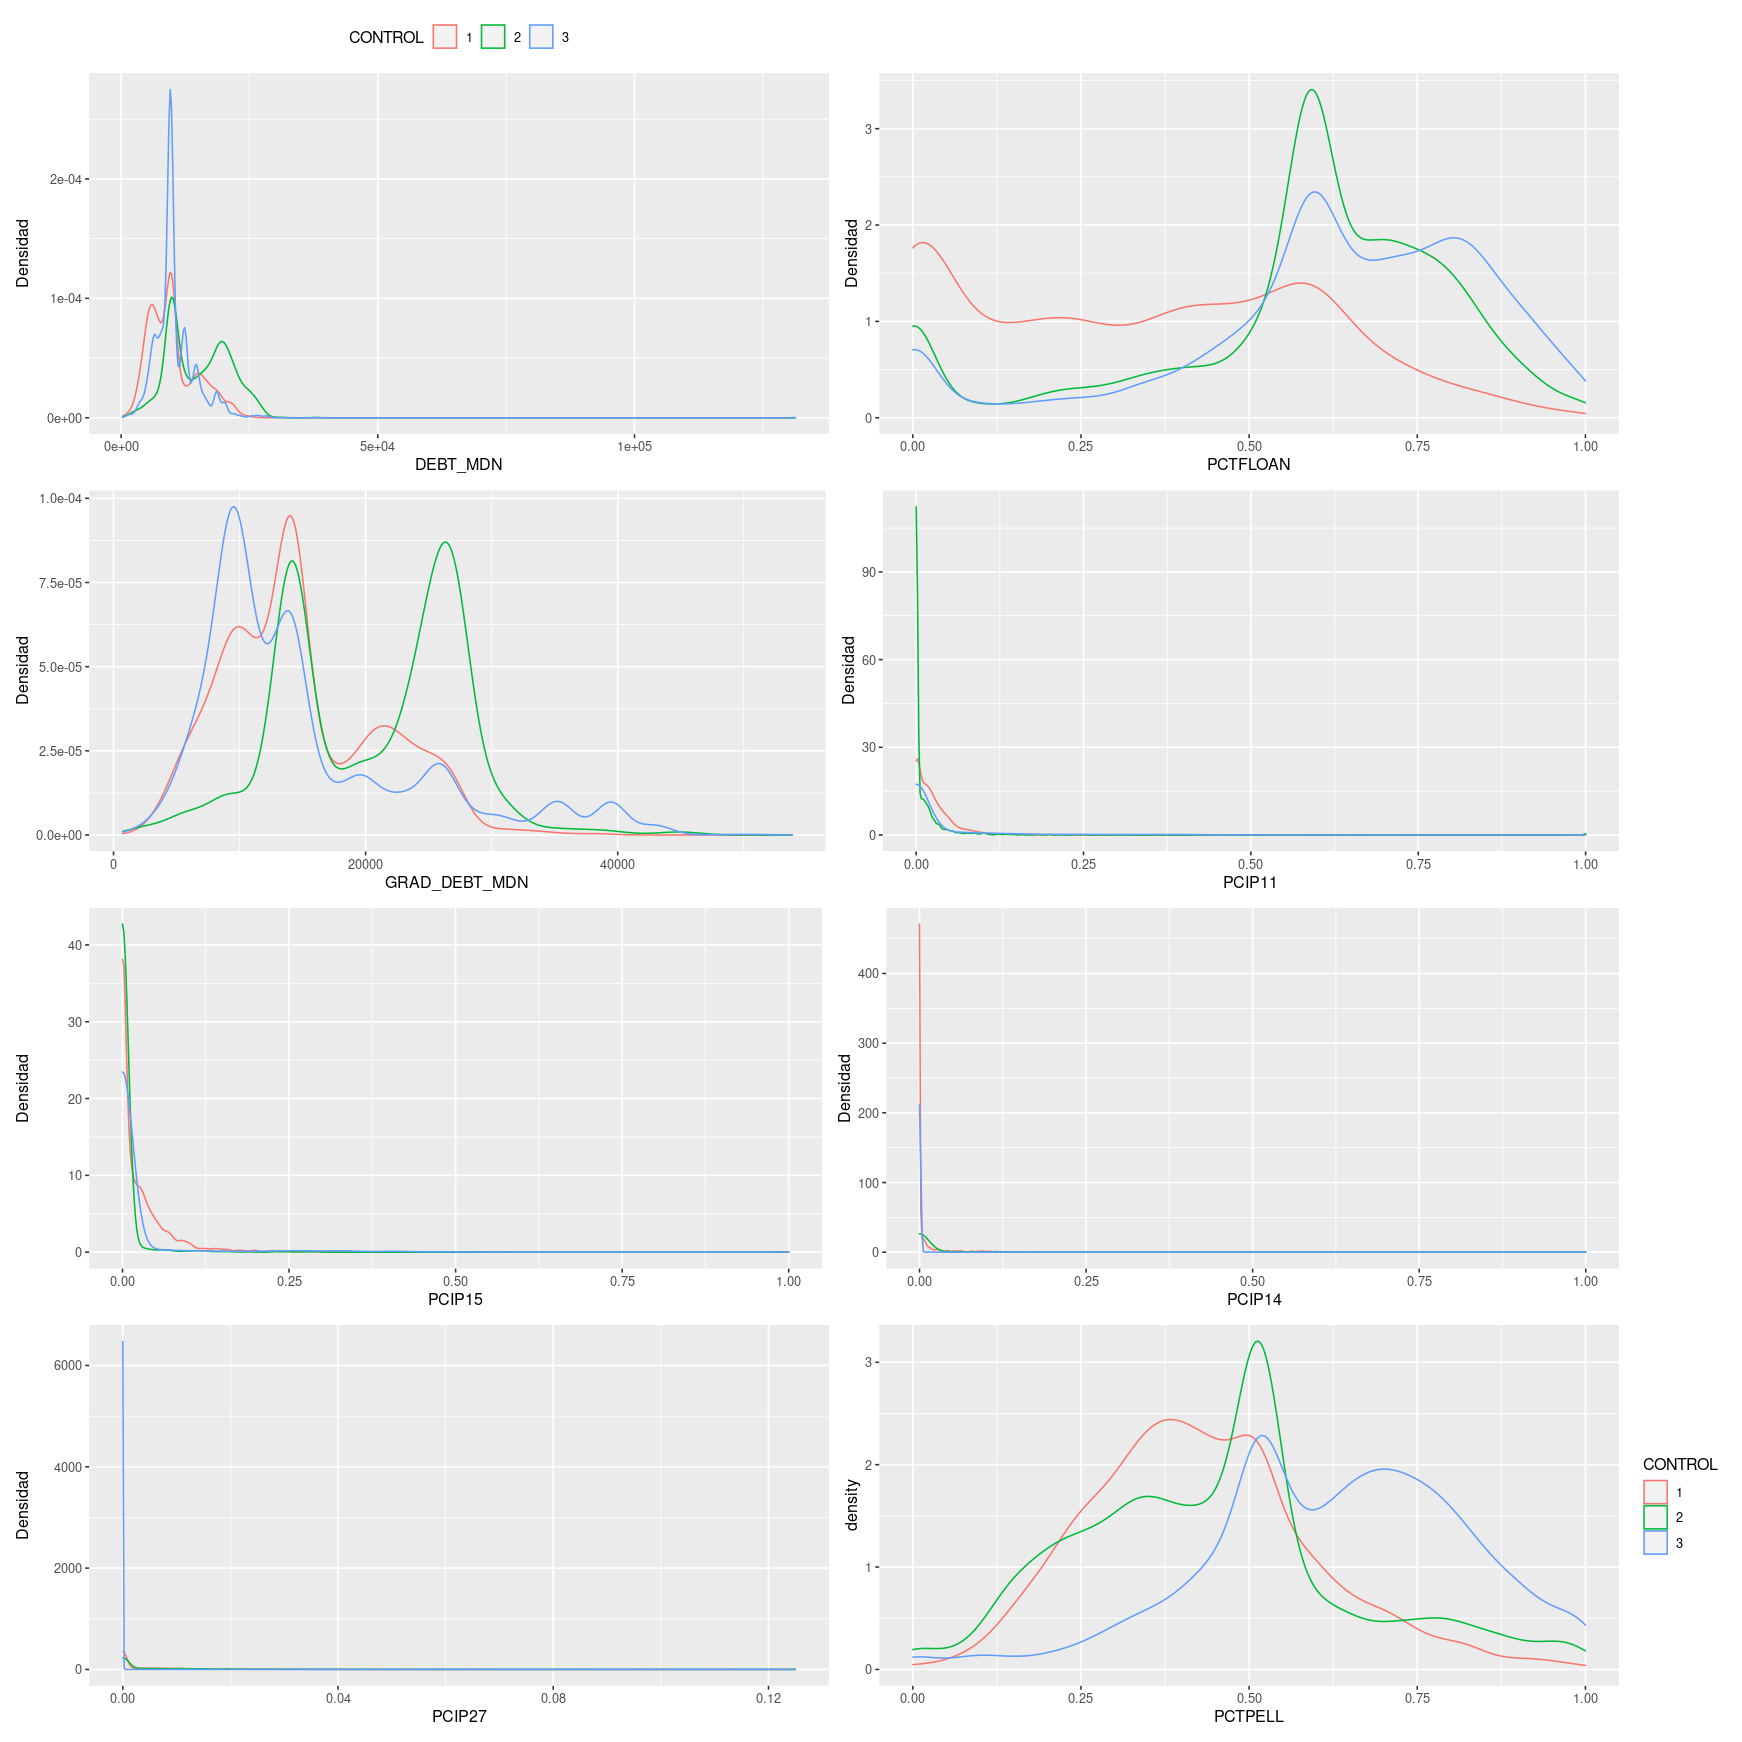 CONTROL 1 2 3
Densidad
2e-04
1e-04
0e+00
0e+00 5e+04 1e+05
DEBT_MDN
Densidad
3
2
1
0
0.00 0.25 0.50 0.75 1.00
PCTFLOAN
Densidad
1.0e-04
7.5e-05
5.0e-05
2.5e-05
0.0e+00
0 20000 40000
GRAD_DEBT_MDN
Densidad
90
60
30
0
0.00 0.25 0.50 0.75 1.00
PCIP11
Densidad
40
30
20
10
0
0.00 0.25 0.50 0.75 1.00
PCIP15
Densidad
400
300
200
100
0
0.00 0.25 0.50 0.75 1.00
PCIP14
Densidad
6000
4000
2000
0
0.00 0.04 0.08 0.12
PCIP27
density
3
2
1
0
0.00 0.25 0.50 0.75 1.00
PCTPELL
CONTROL
1
2
3